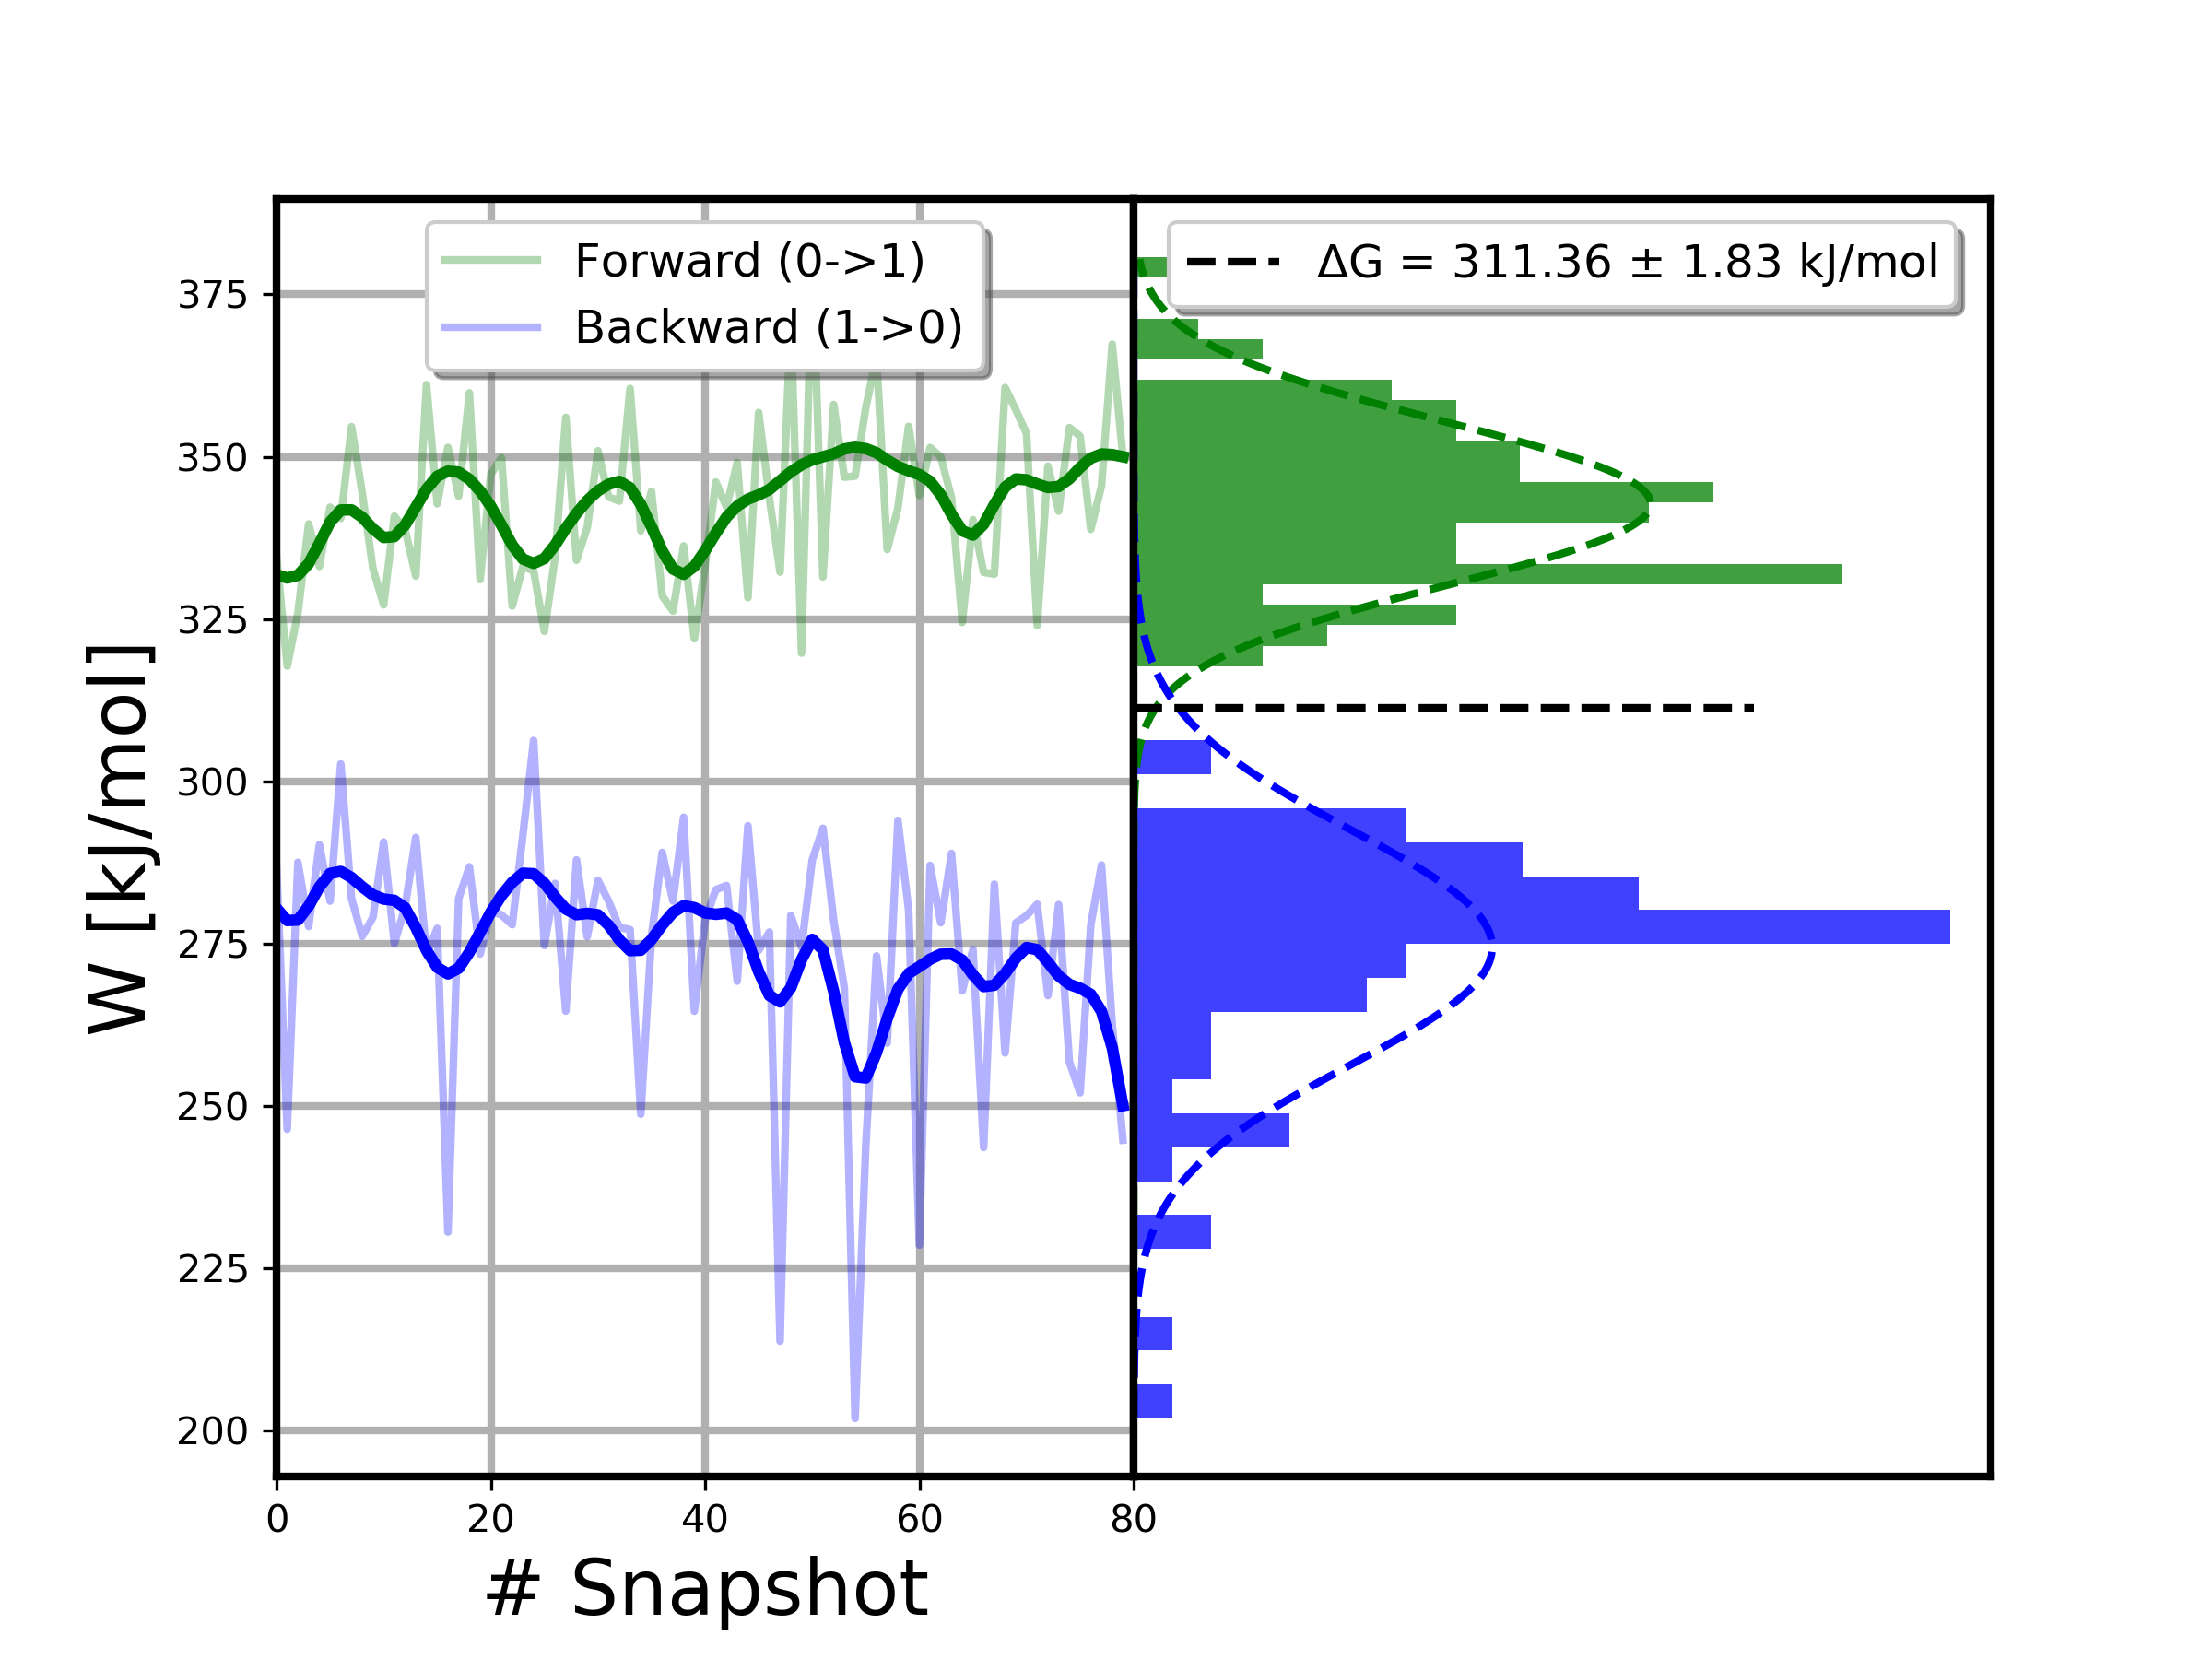 Forward (0->1)
Backward (1->0)
ΔG = 311.36 ± 1.83 kJ/mol
375
350
325
300
275
250
225
200
W [kJ/mol]
0
20
40
60
80
# Snapshot